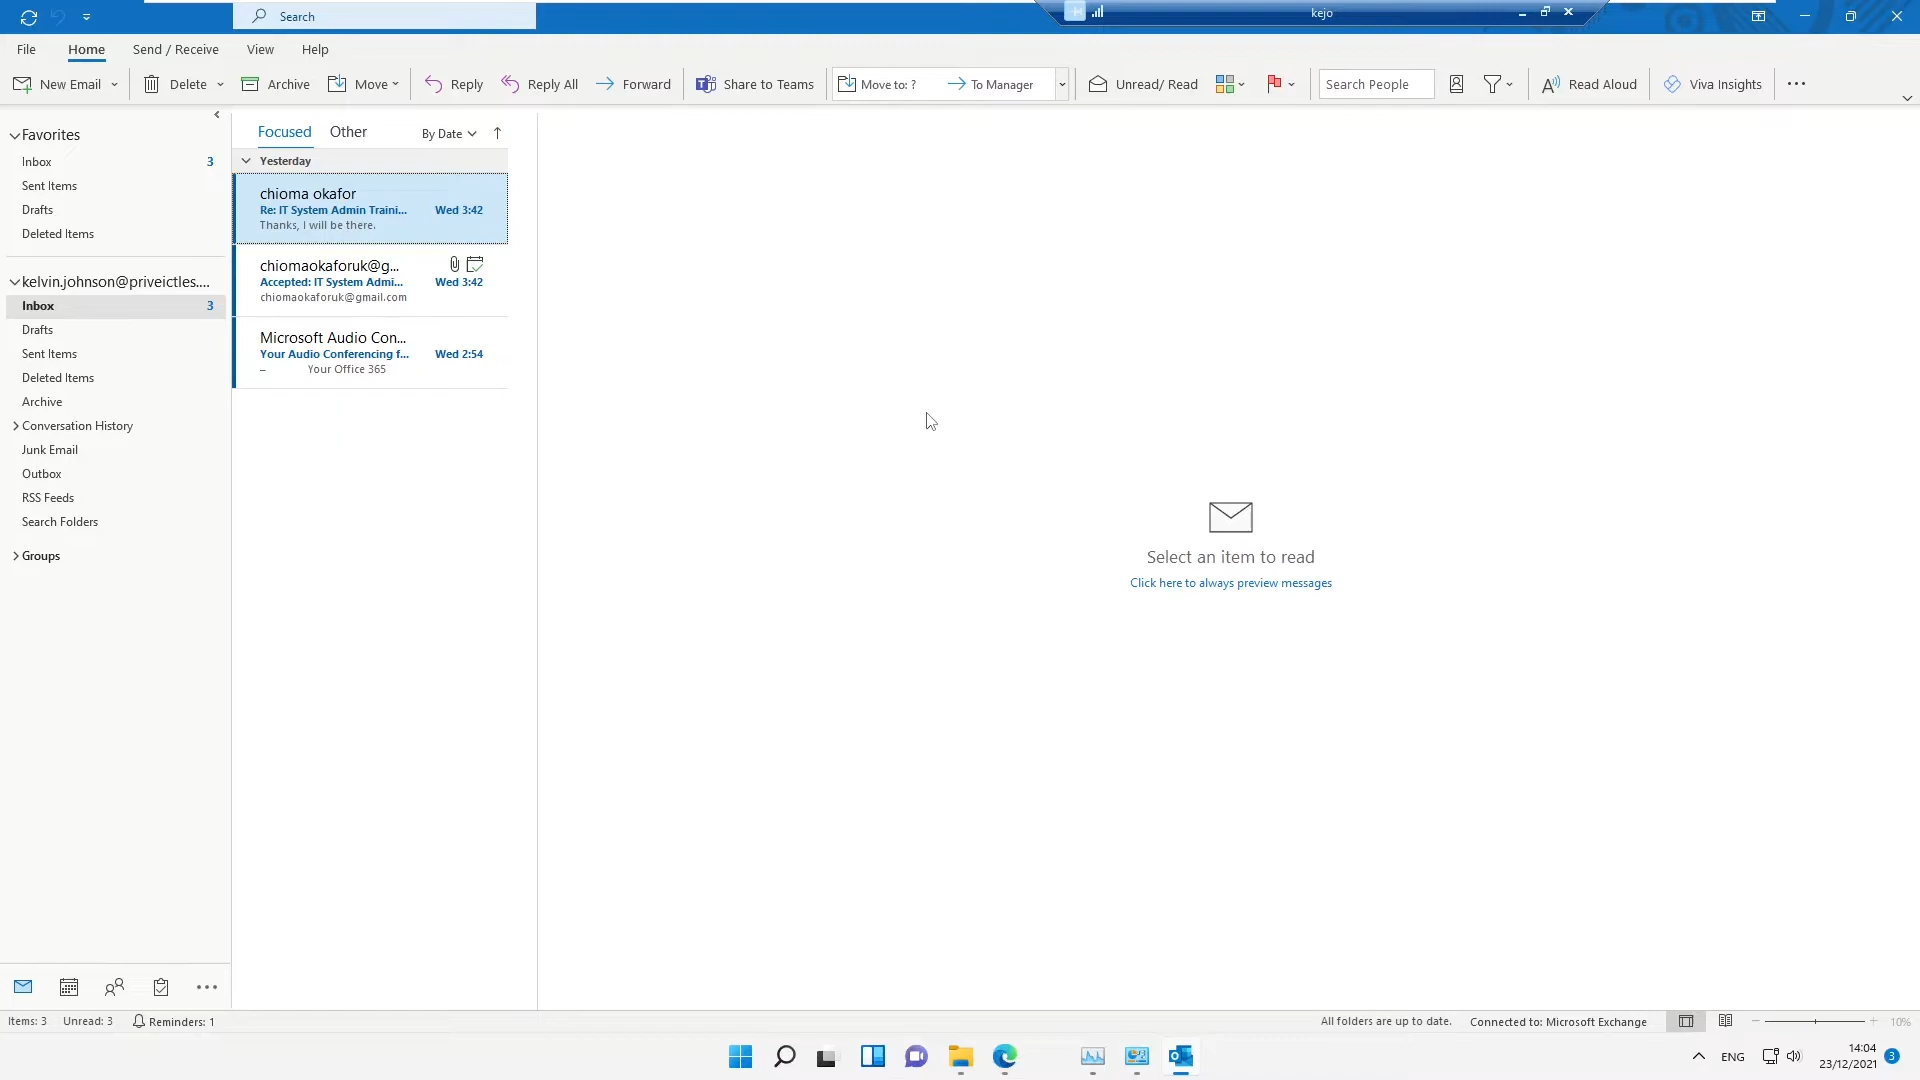 Search
kejo
File
Home
Send / Receive
View
Help
New Email
Delete
Archive
Move
Reply
Reply All
Forward
Share to Teams
Move to: ?
To Manager
Unread/ Read
Search People
Read Aloud
Viva Insights
Favorites
Inbox 3
Sent Items
Drafts
Deleted Items
kelvin.johnson@priveictles....
Inbox 3
Drafts
Sent Items
Deleted Items
Archive
Conversation History
Junk Email
Outbox
RSS Feeds
Search Folders
Groups
Focused
Other
By Date
Yesterday
chioma okafor
Re: IT System Admin Traini... Wed 3:42
Thanks, I will be there.
chiomaokaforuk@g...
Accepted: IT System Admi... Wed 3:42
chiomaokaforuk@gmail.com
Microsoft Audio Con...
Your Audio Conferencing f... Wed 2:54
– Your Office 365
Select an item to read
Click here to always preview messages
Items: 3
Unread: 3
Reminders: 1
All folders are up to date.
Connected to: Microsoft Exchange
10%
ENG
14:04
23/12/2021
3